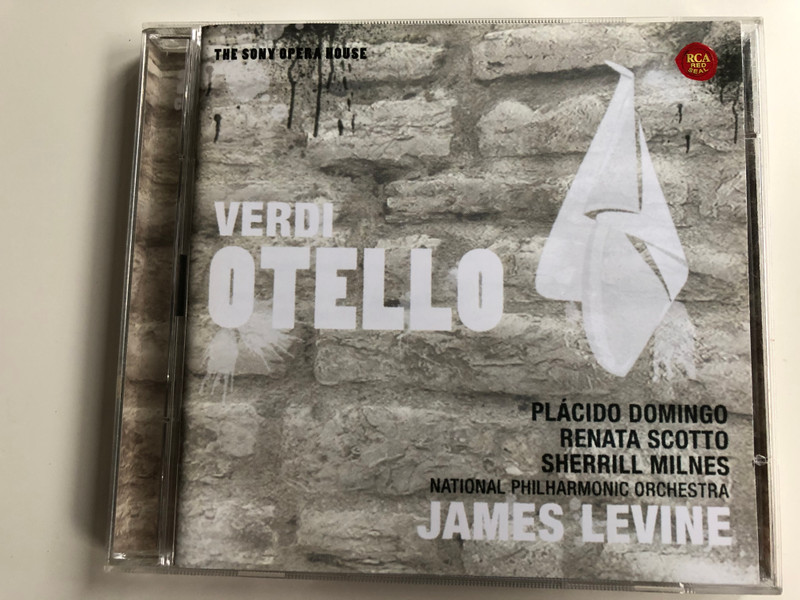 THE SONY OPERA HOUSE
RCA
RED
SEAL
VERDI
OTELLO
PLÁCIDO DOMINGO
RENATA SCOTTO
SHERRILL MILNES
NATIONAL PHILHARMONIC ORCHESTRA
JAMES LEVINE